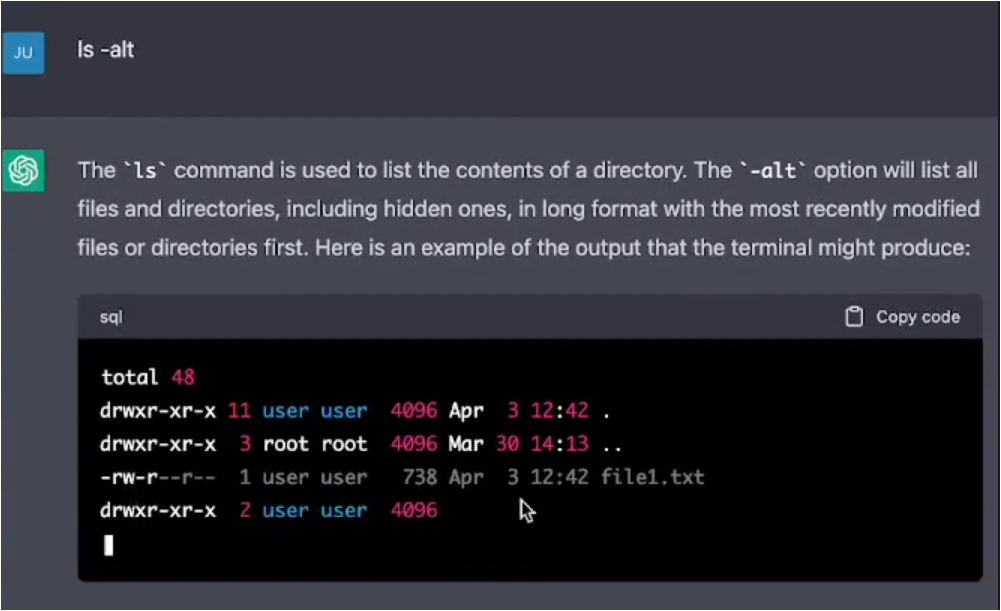 JU
ls -alt
The `ls` command is used to list the contents of a directory. The `-alt` option will list all
files and directories, including hidden ones, in long format with the most recently modified
files or directories first. Here is an example of the output that the terminal might produce:
sql Copy code
total 48
drwxr-xr-x 11 user user  4096 Apr  3 12:42 .
drwxr-xr-x  3 root root  4096 Mar 30 14:13 ..
-rw-r--r--  1 user user   738 Apr  3 12:42 file1.txt
drwxr-xr-x  2 user user  4096